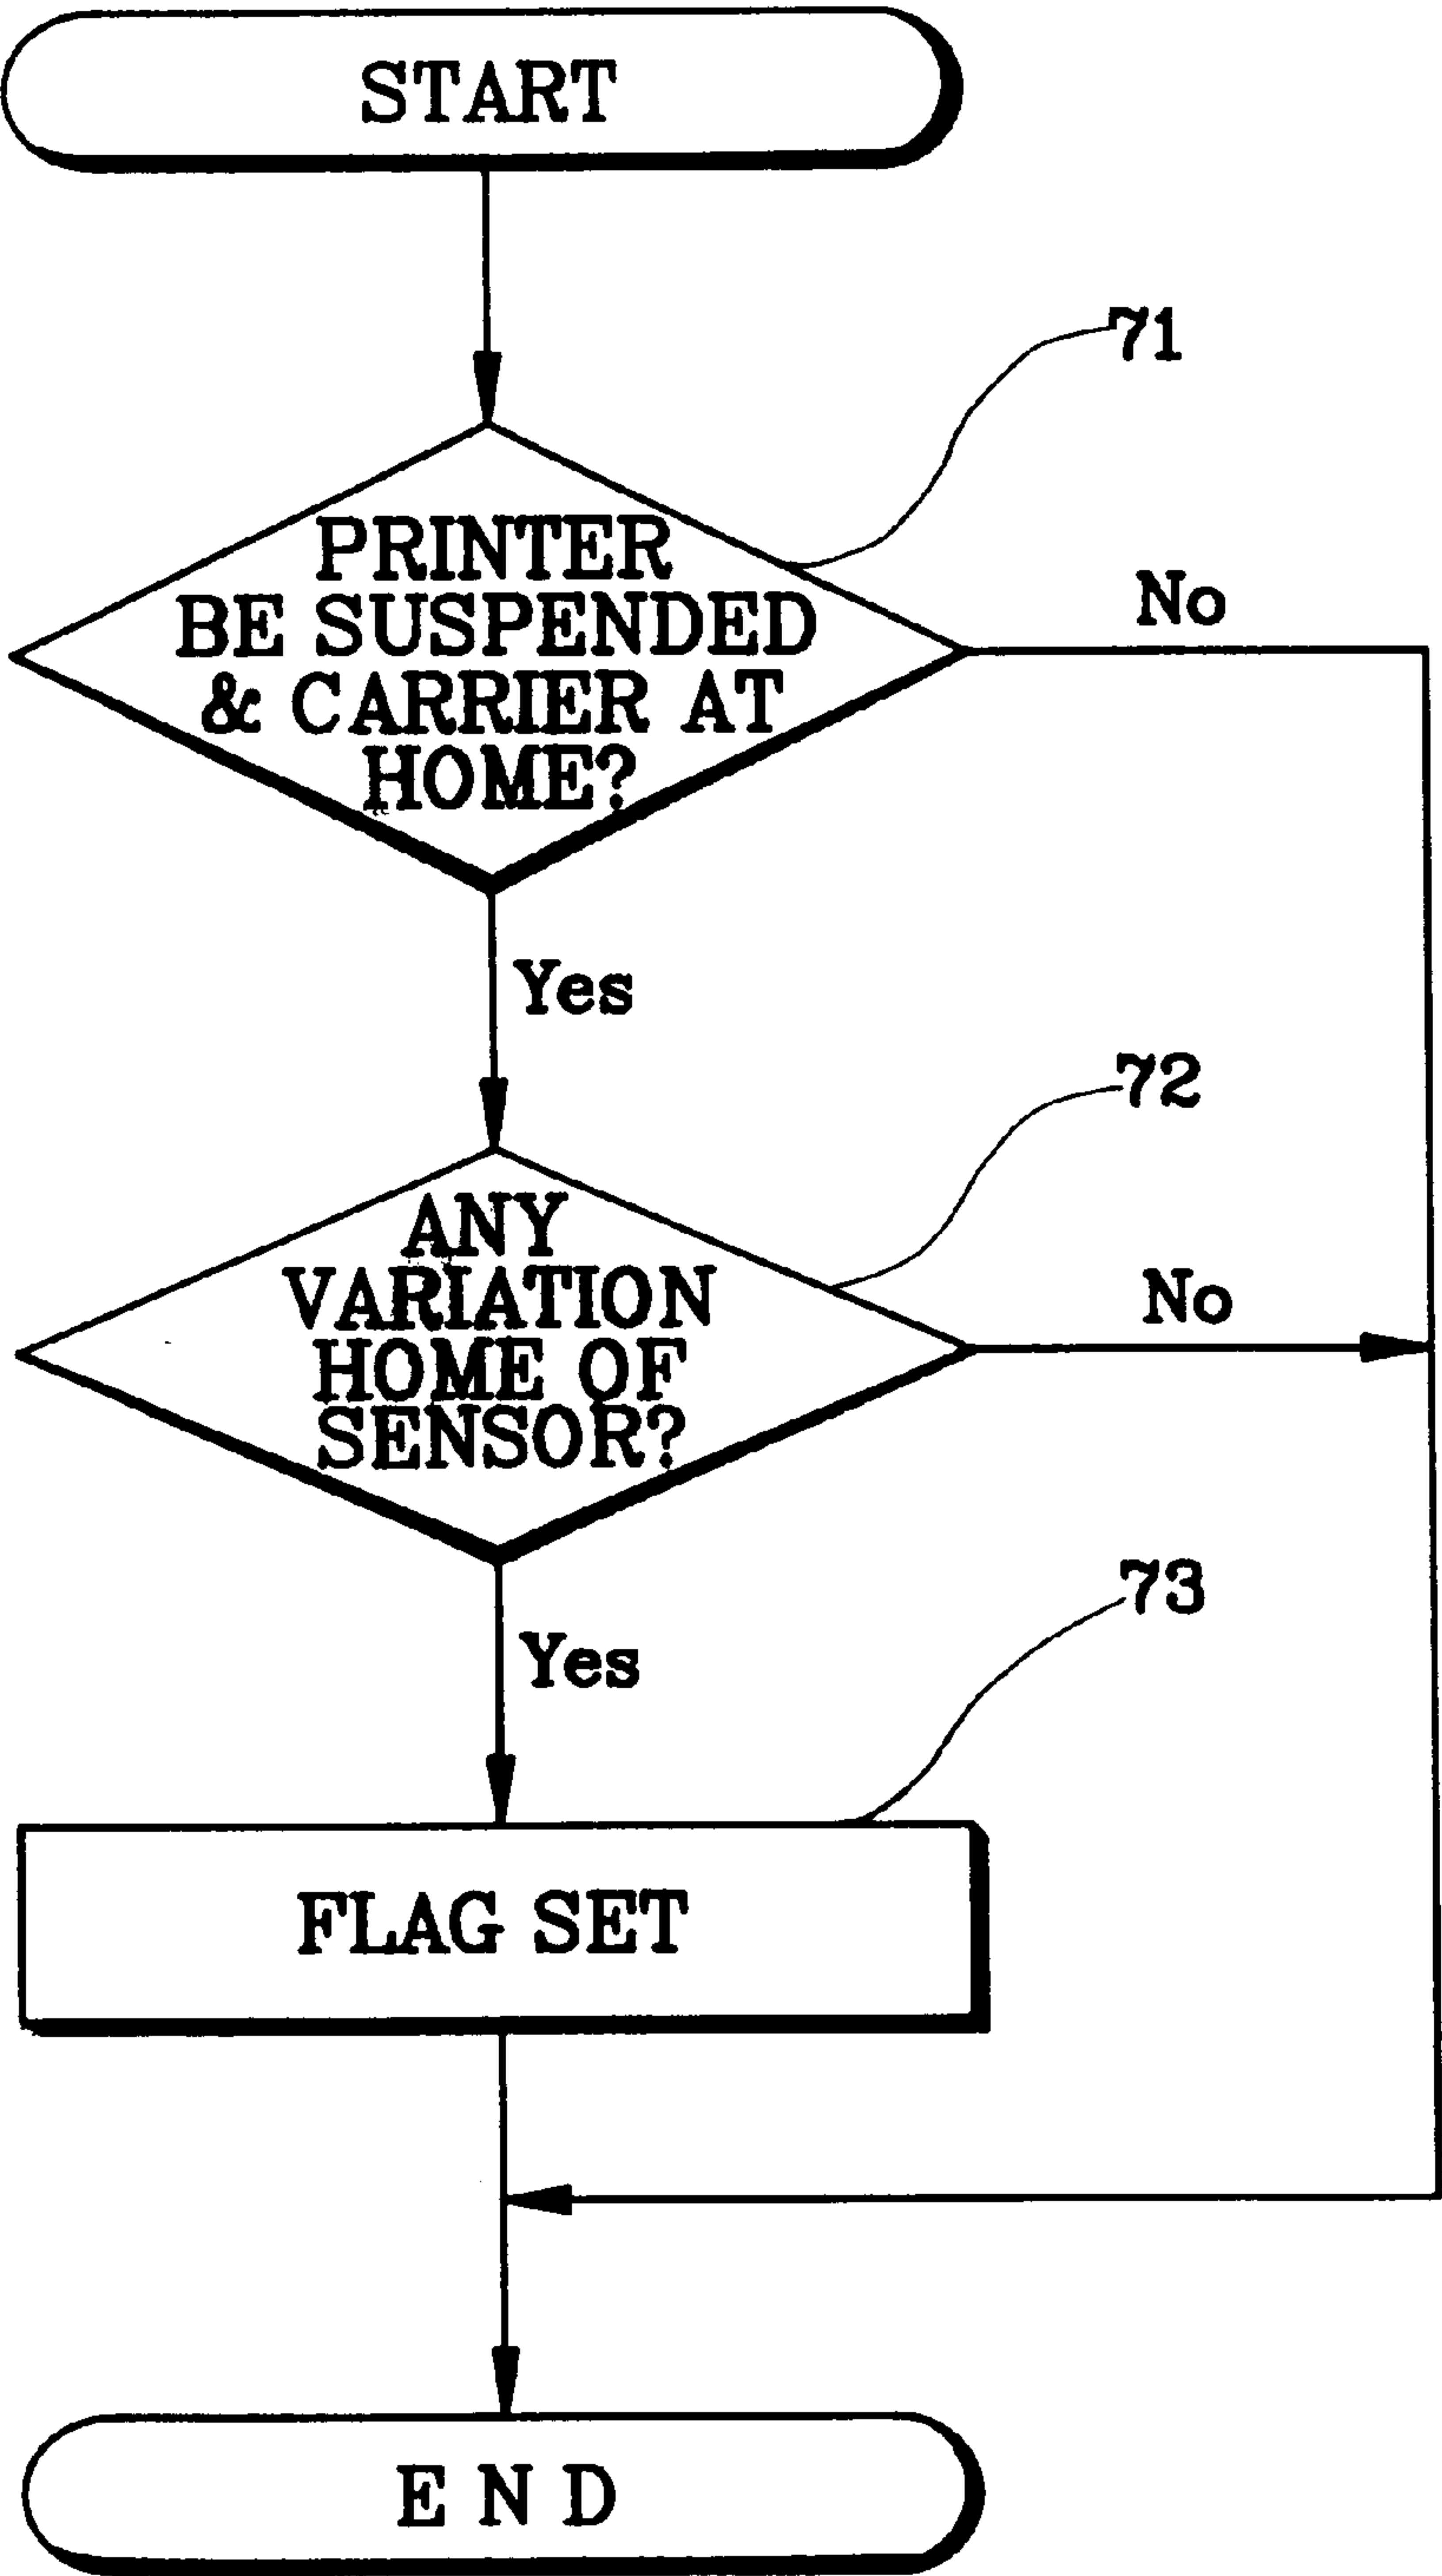 START
71
PRINTER
BE SUSPENDED
& CARRIER AT
HOME?
No
Yes
72
ANY
VARIATION
HOME OF
SENSOR?
No
Yes
73
FLAG SET
E N D